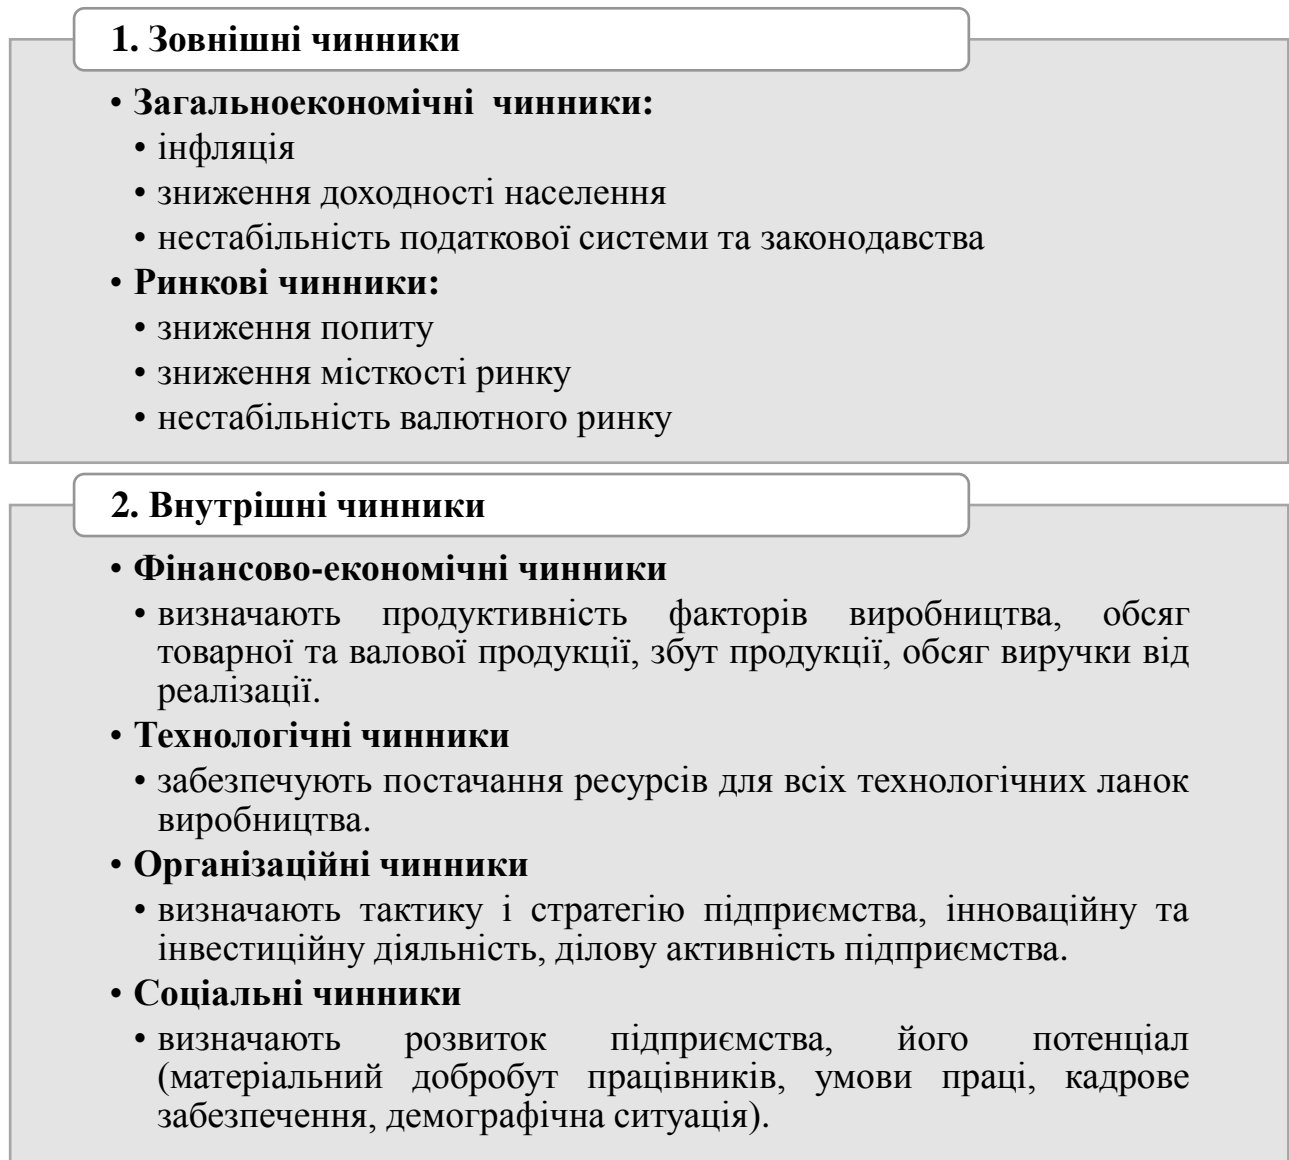 1. Зовнішні чинники
• Загальноекономічні чинники:
• інфляція
• зниження доходності населення
• нестабільність податкової системи та законодавства
• Ринкові чинники:
• зниження попиту
• зниження місткості ринку
• нестабільність валютного ринку
2. Внутрішні чинники
• Фінансово-економічні чинники
• визначають продуктивність факторів виробництва, обсяг
товарної та валової продукції, збут продукції, обсяг виручки від
реалізації.
• Технологічні чинники
• забезпечують постачання ресурсів для всіх технологічних ланок
виробництва.
• Організаційні чинники
• визначають тактику і стратегію підприємства, інноваційну та
інвестиційну діяльність, ділову активність підприємства.
• Соціальні чинники
• визначають розвиток підприємства, його потенціал
(матеріальний добробут працівників, умови праці, кадрове
забезпечення, демографічна ситуація).